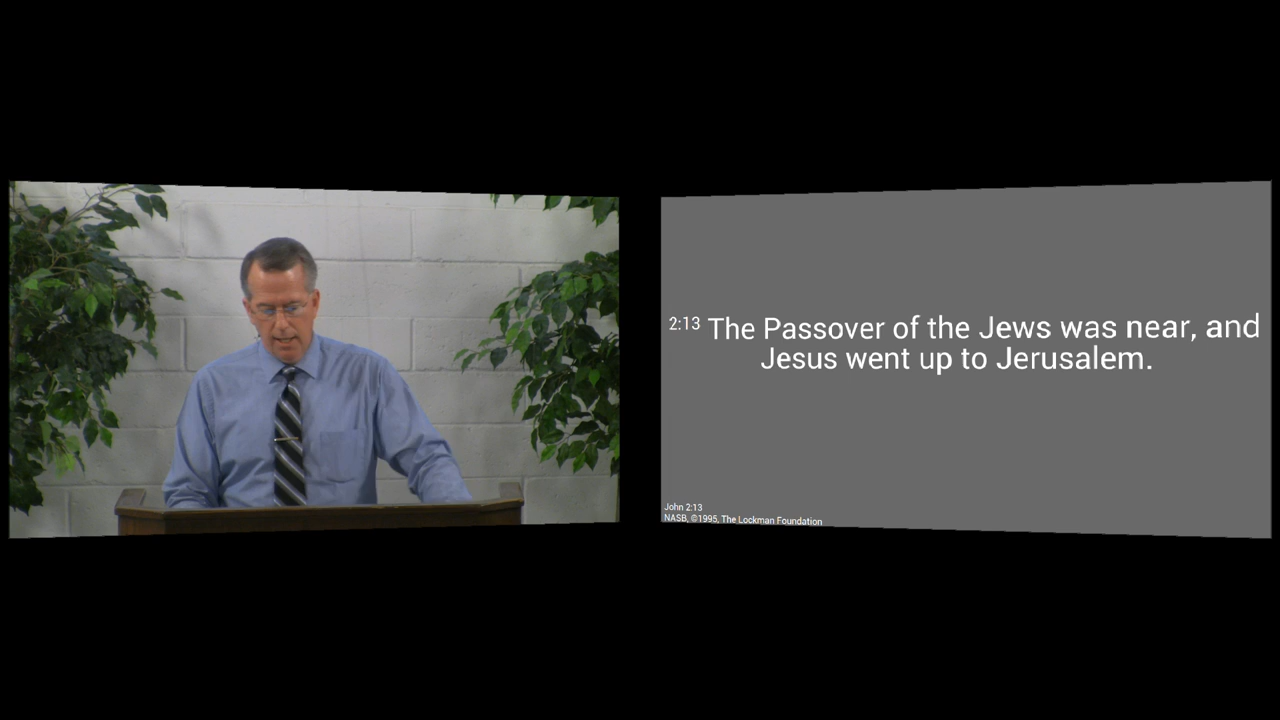 2:13 The Passover of the Jews was near, and
Jesus went up to Jerusalem.
John 2:13
NASB, ©1995, The Lockman Foundation